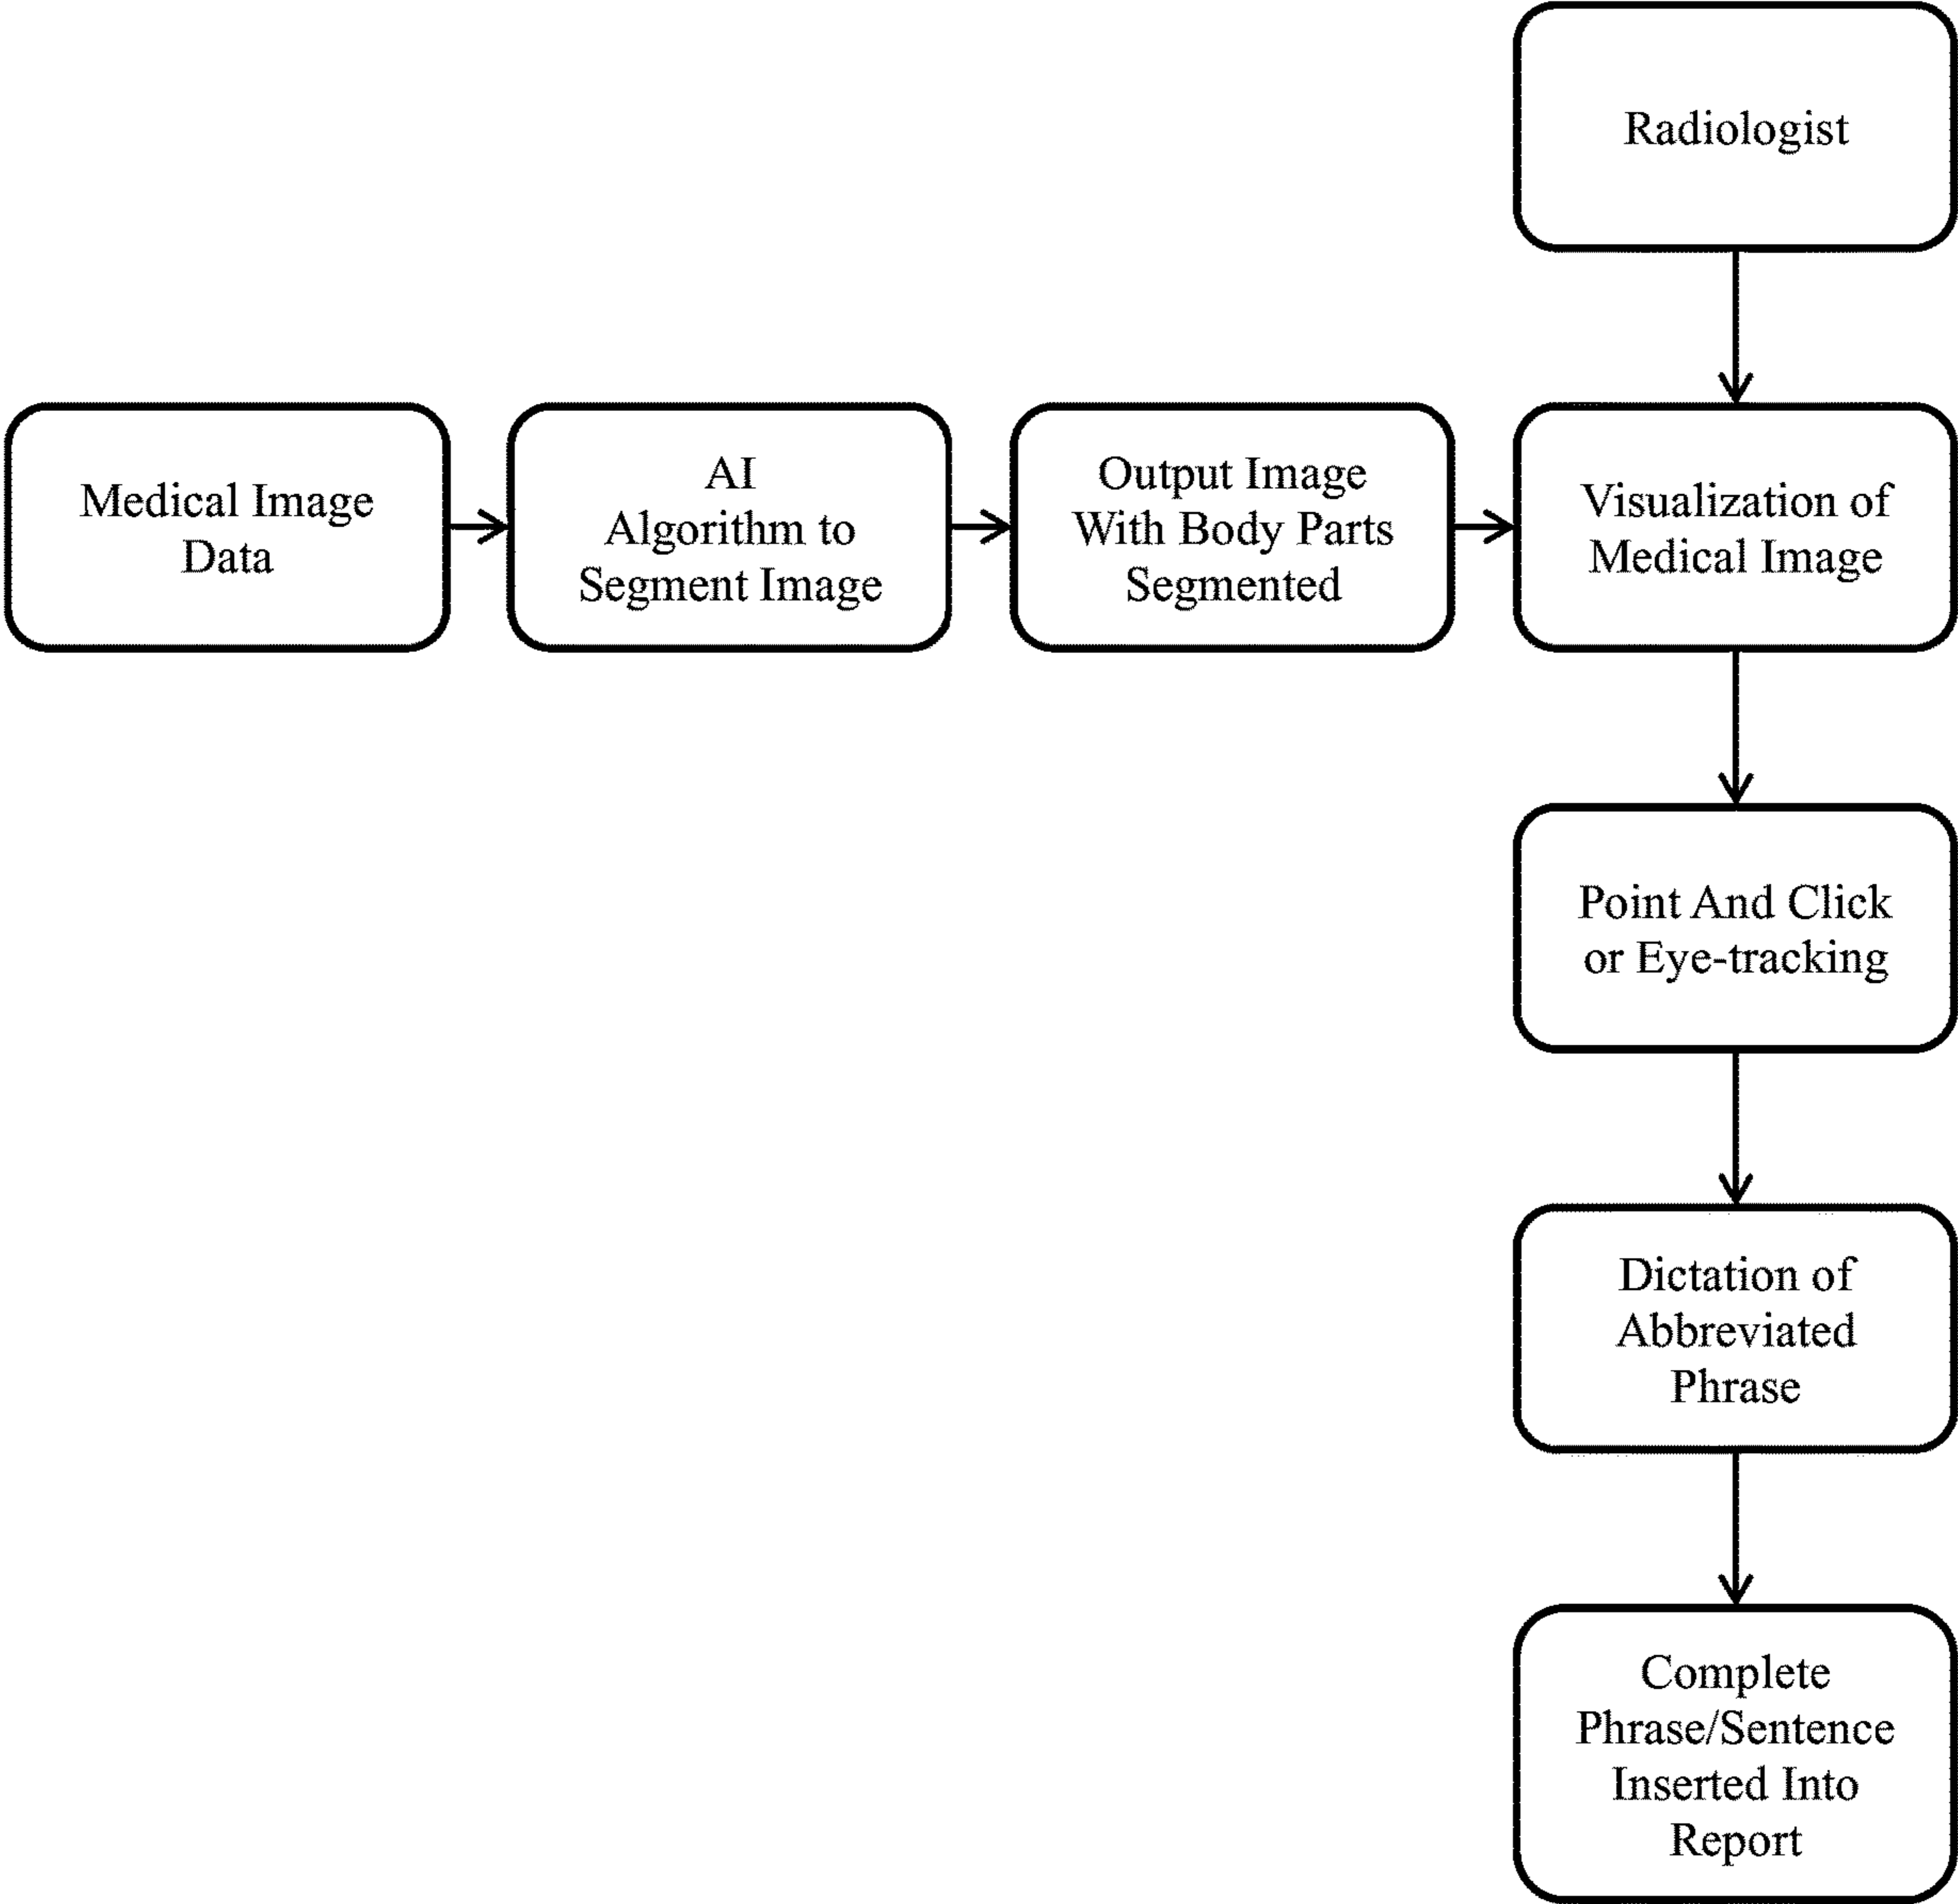 Radiologist
Medical Image
Data
AI
Algorithm to
Segment Image
Output Image
With Body Parts
Segmented
Visualization of
Medical Image
Point And Click
or Eye-tracking
Dictation of
Abbreviated
Phrase
Complete
Phrase/Sentence
Inserted Into
Report